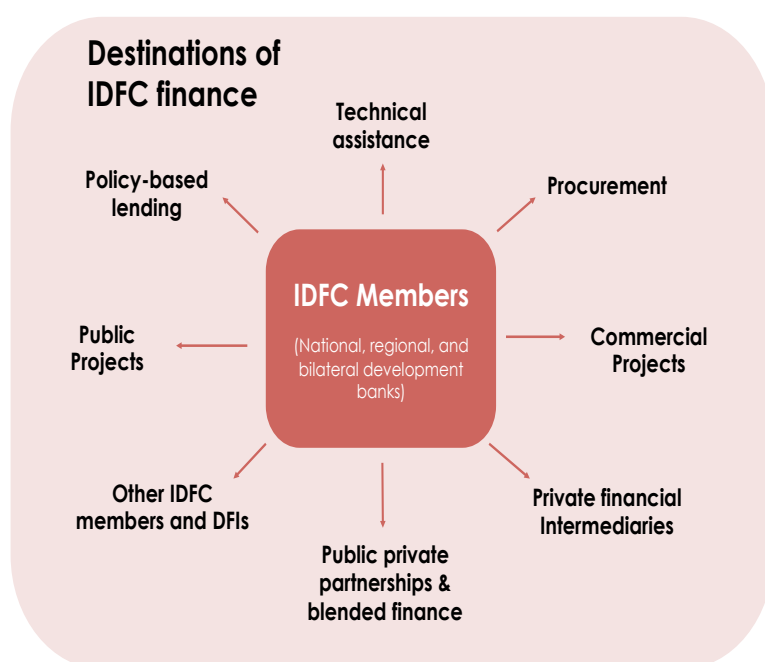 Destinations of
IDFC finance
Technical
assistance
Policy-based
lending
Procurement
IDFC Members
(National, regional, and
bilateral development
banks)
Public
Projects
Commercial
Projects
Other IDFC
members and DFIs
Private financial
Intermediaries
Public private
partnerships &
blended finance